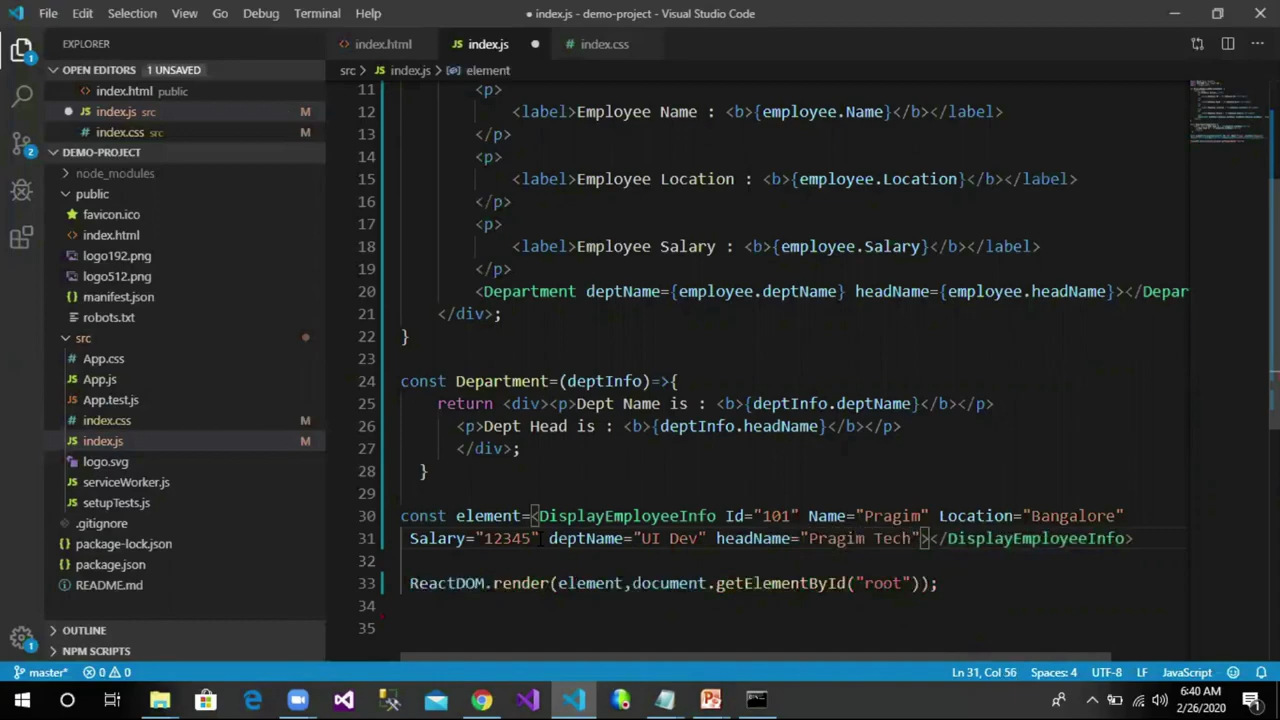 File Edit Selection View Go Debug Terminal Help
● index.js - demo-project - Visual Studio Code
EXPLORER
index.html
JS index.js
# index.css
OPEN EDITORS 1 UNSAVED
src > JS index.js > element
index.html public
JS index.js src M
# index.css src M
DEMO-PROJECT
node_modules
public
favicon.ico
index.html
logo192.png
logo512.png
manifest.json
robots.txt
src
# App.css
JS App.js
JS App.test.js
# index.css M
JS index.js M
logo.svg
JS serviceWorker.js
JS setupTests.js
.gitignore
package-lock.json
package.json
README.md
OUTLINE
NPM SCRIPTS
11 <p>
12 <label>Employee Name : <b>{employee.Name}</b></label>
13 </p>
14 <p>
15 <label>Employee Location : <b>{employee.Location}</b></label>
16 </p>
17 <p>
18 <label>Employee Salary : <b>{employee.Salary}</b></label>
19 </p>
20 <Department deptName={employee.deptName} headName={employee.headName}></Depar
21 </div>;
22 }
23
24 const Department=(deptInfo)=>{
25 return <div><p>Dept Name is : <b>{deptInfo.deptName}</b></p>
26 <p>Dept Head is : <b>{deptInfo.headName}</b></p>
27 </div>;
28 }
29
30 const element=<DisplayEmployeeInfo Id="101" Name="Pragim" Location="Bangalore"
31 Salary="12345" deptName="UI Dev" headName="Pragim Tech"></DisplayEmployeeInfo>
32
33 ReactDOM.render(element,document.getElementById("root"));
34
35
1
2
1
master* 0 0
Ln 31, Col 56 Spaces: 4 UTF-8 LF JavaScript 1
6:40 AM
2/26/2020
1